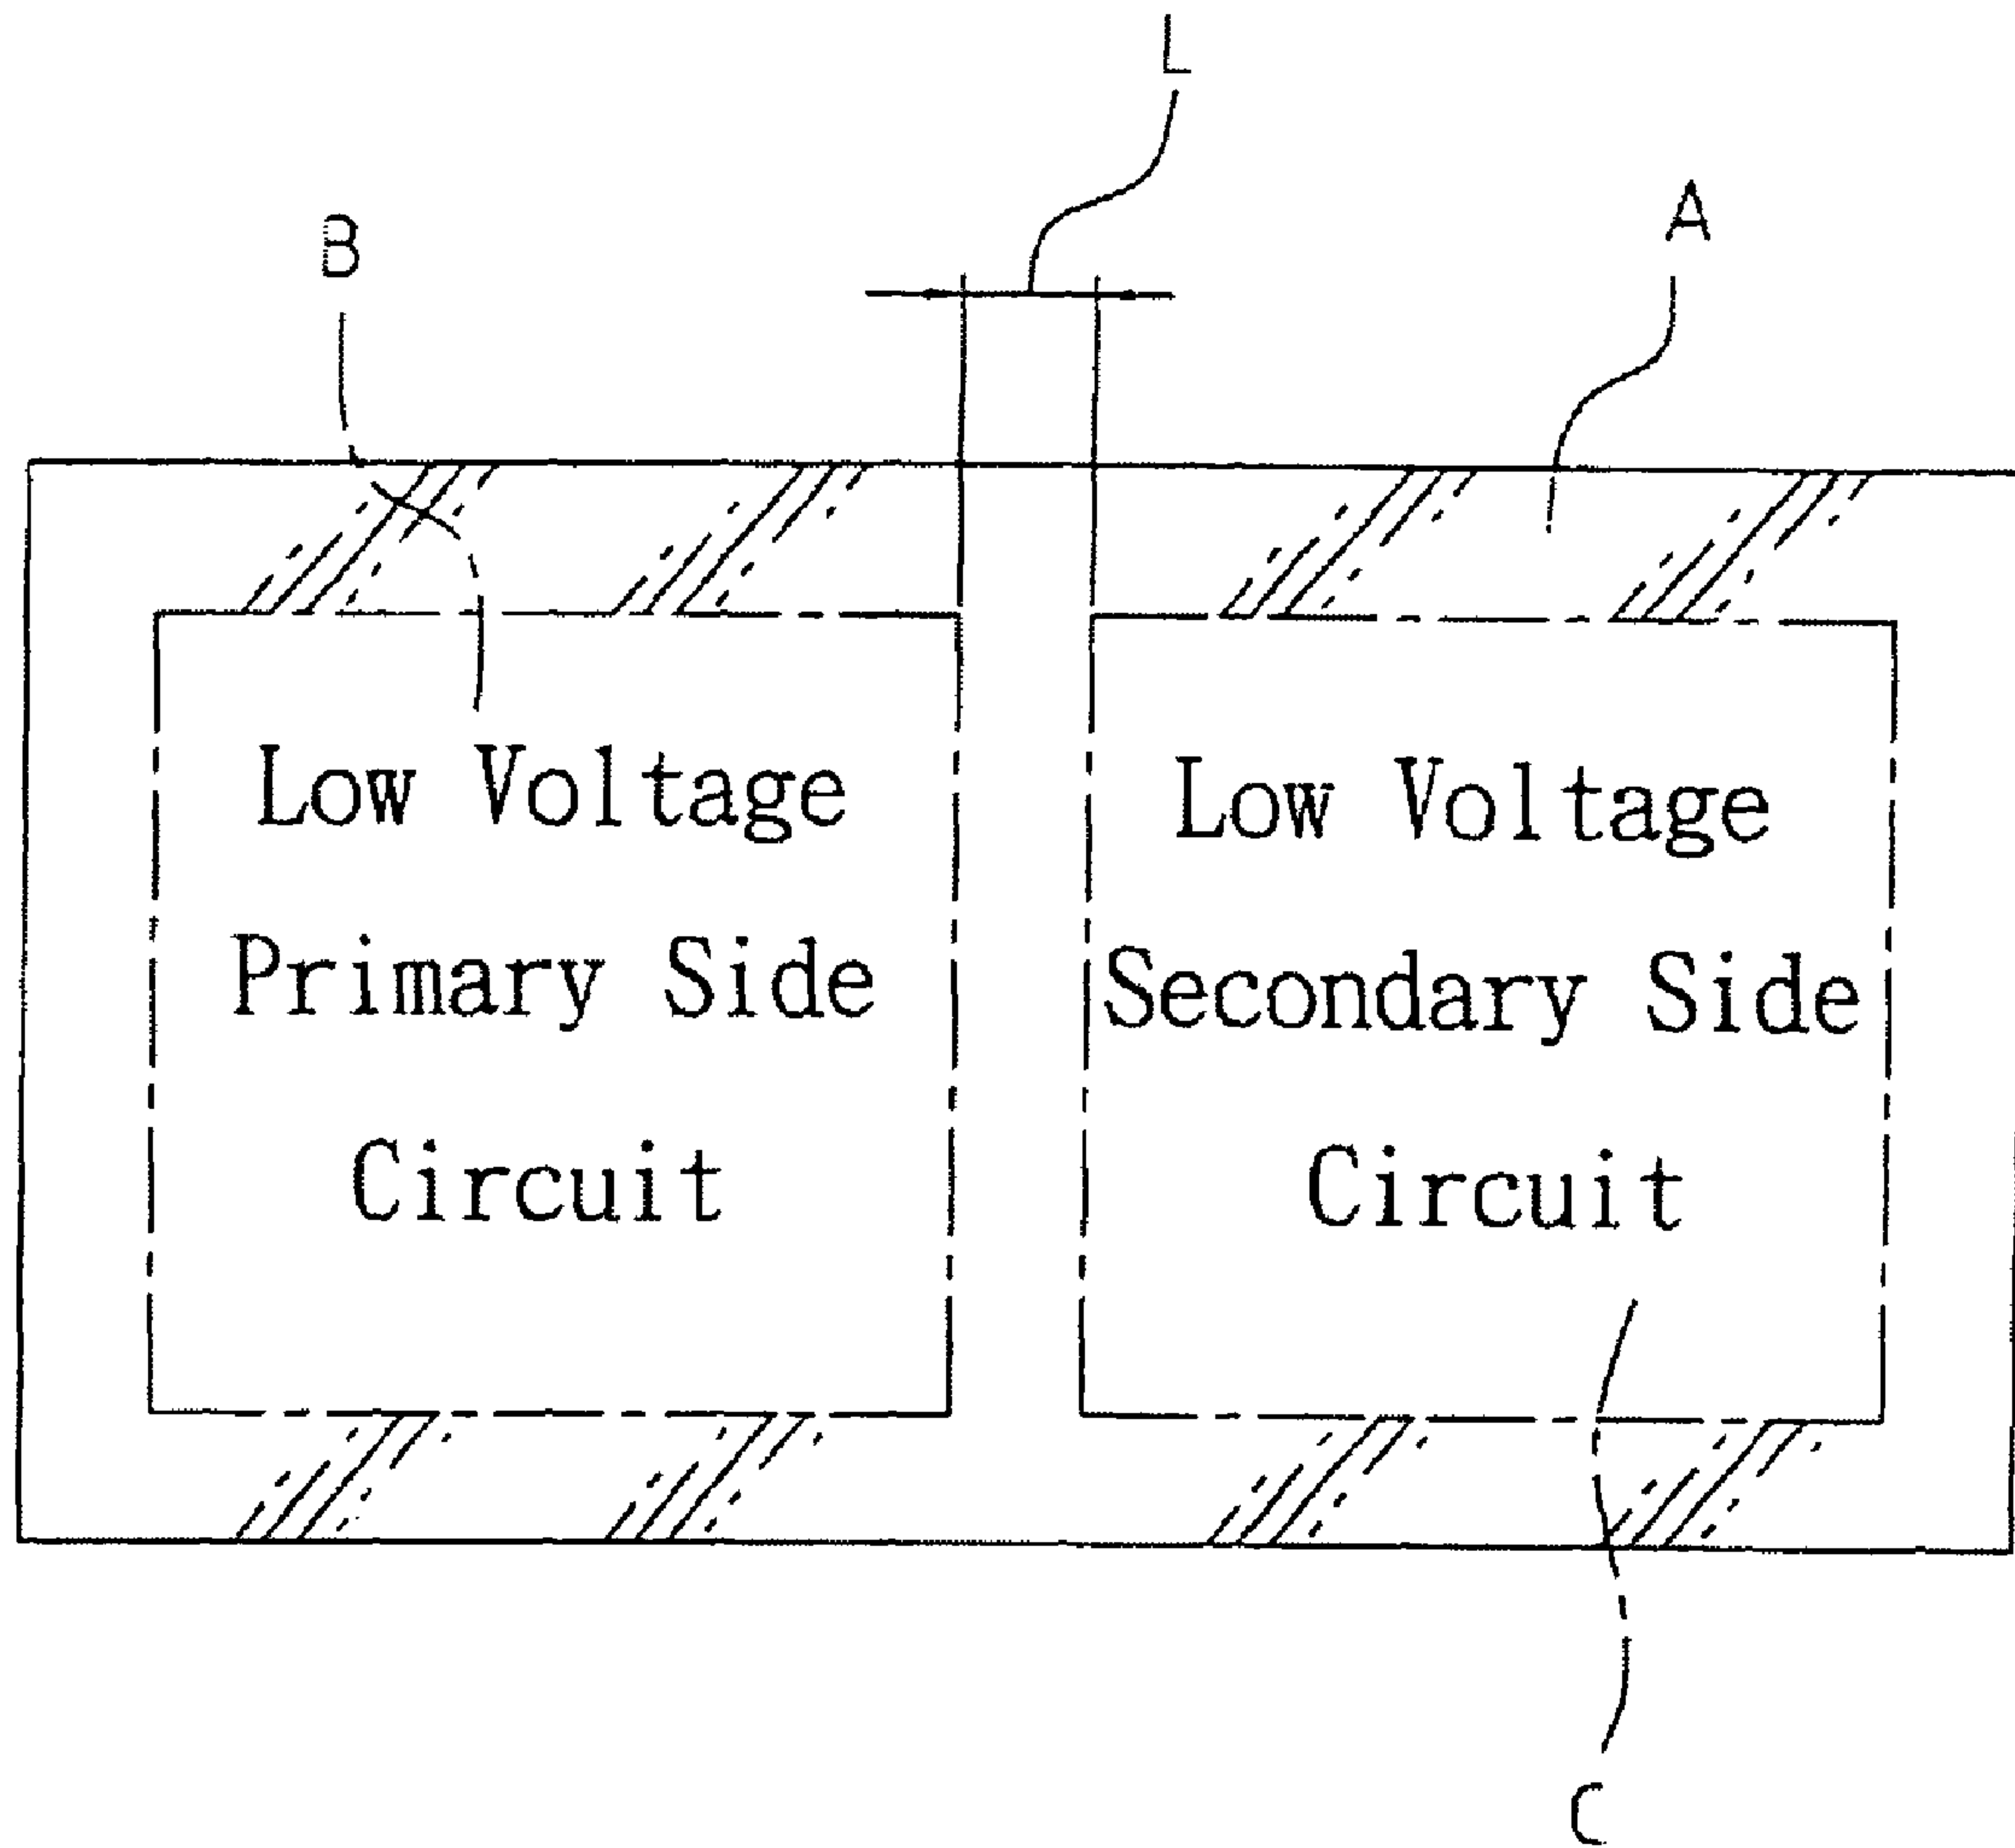 L
B
A
Low Voltage
Primary Side
Circuit
Low Voltage
Secondary Side
Circuit
C